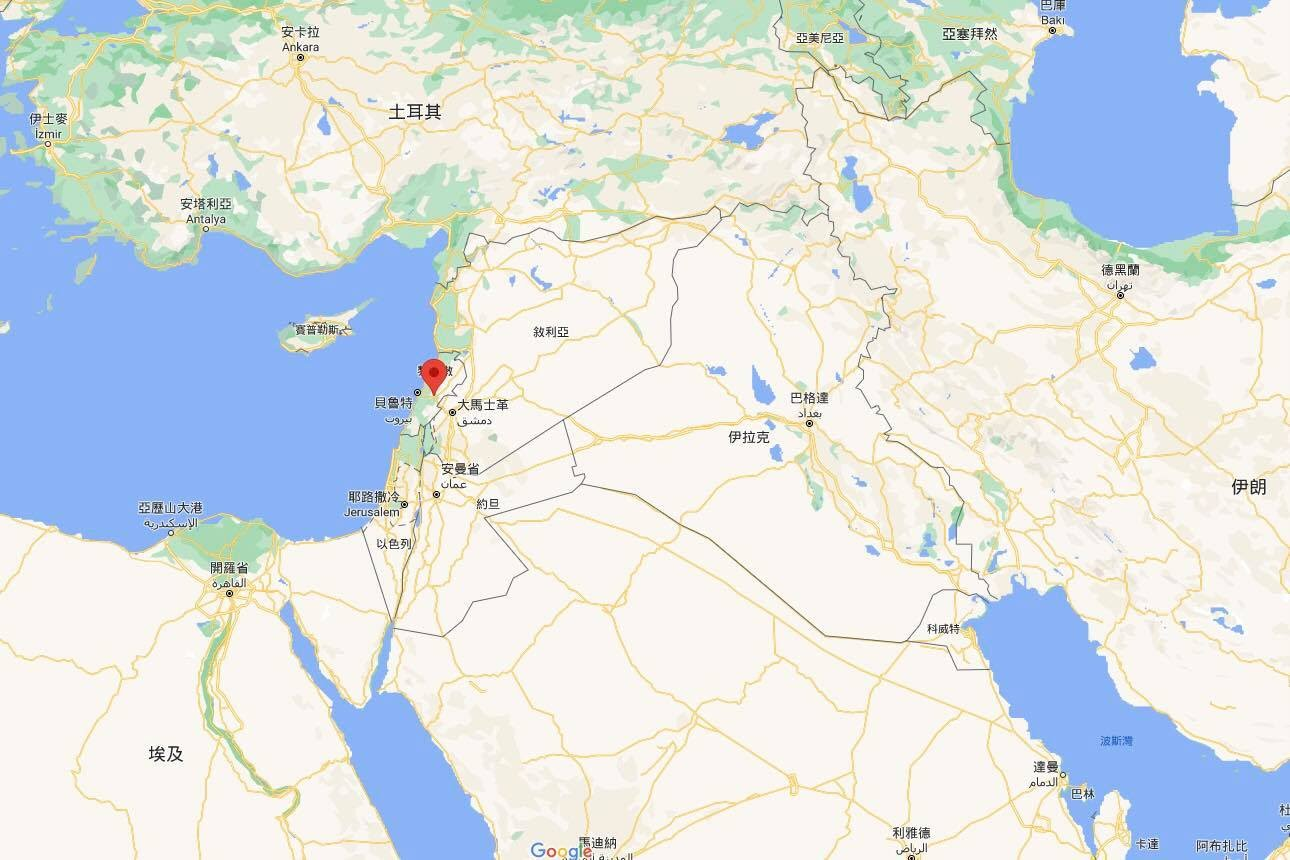 巴庫
Bakı
安卡拉
Ankara
亞美尼亞
亞塞拜然
土耳其
伊士麥
İzmir
安塔利亞
Antalya
德黑蘭
تهران
賽普勒斯
敘利亞
貝魯特
بيروت
大馬士革
دمشق
巴格達
بغداد
伊拉克
安曼省
عمان
伊朗
耶路撒冷
Jerusalem
約旦
亞歷山大港
الإسكندرية
以色列
開羅省
القاهرة
科威特
埃及
波斯灣
達曼
الدمام
巴林
利雅德
الرياض
卡達
阿布扎比
馬迪納
Google